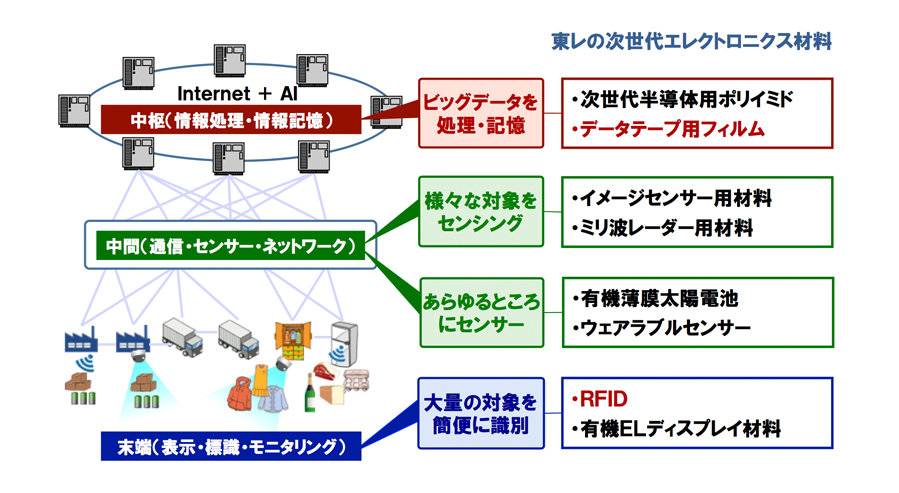 東レの次世代エレクトロニクス材料
Internet + AI
中枢(情報処理・情報記憶)
ビッグデータを
処理・記憶
・次世代半導体用ポリイミド
・データテープ用フィルム
様々な対象を
センシング
・イメージセンサー用材料
・ミリ波レーダー用材料
中間(通信・センサー・ネットワーク)
あらゆるところ
にセンサー
・有機薄膜太陽電池
・ウェアラブルセンサー
大量の対象を
簡便に識別
・RFID
・有機ELディスプレイ材料
末端(表示・標識・モニタリング)